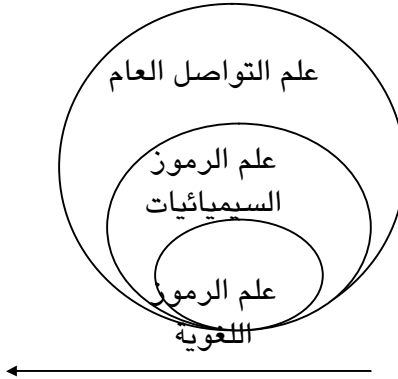 علم التواصل العام
علم الرموز
السيميائيات
علم الرموز
اللغوية